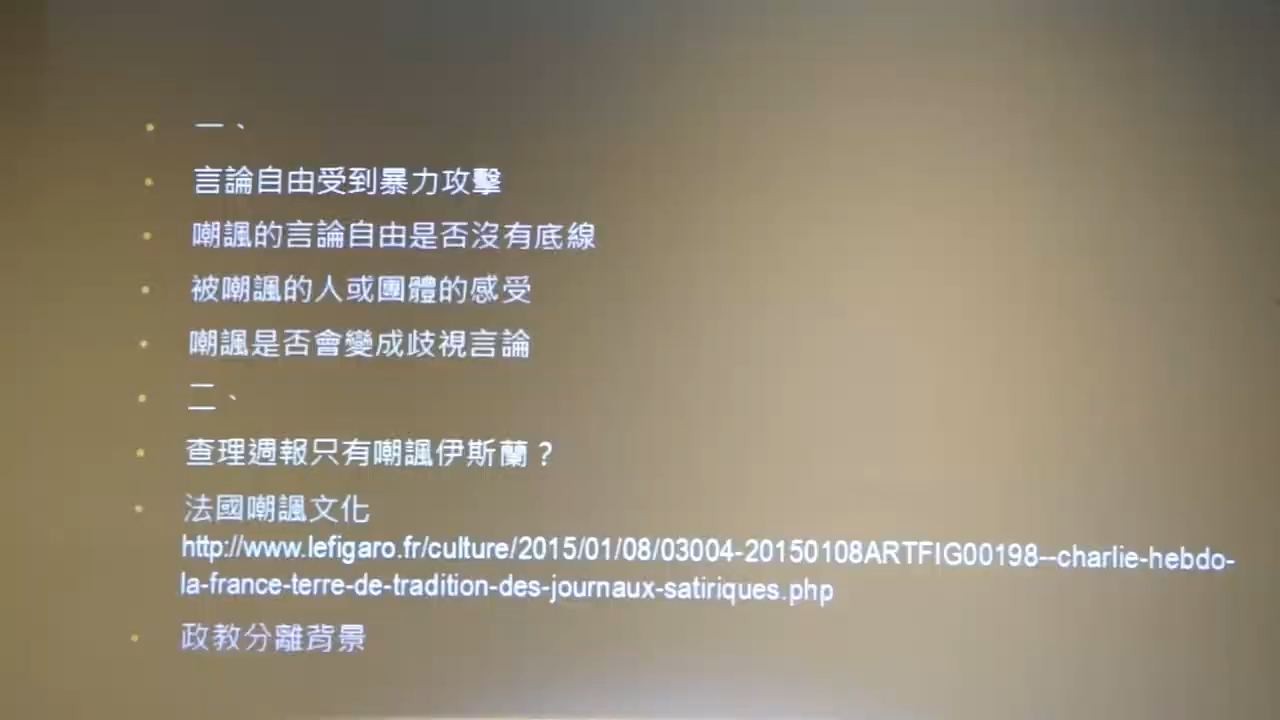 一、
言論自由受到暴力攻擊
嘲諷的言論自由是否沒有底線
被嘲諷的人或團體的感受
嘲諷是否會變成歧視言論
二、
查理週報只有嘲諷伊斯蘭？
法國嘲諷文化
http://www.lefigaro.fr/culture/2015/01/08/03004-20150108ARTFIG00198--charlie-hebdo-
la-france-terre-de-tradition-des-journaux-satiriques.php
政教分離背景